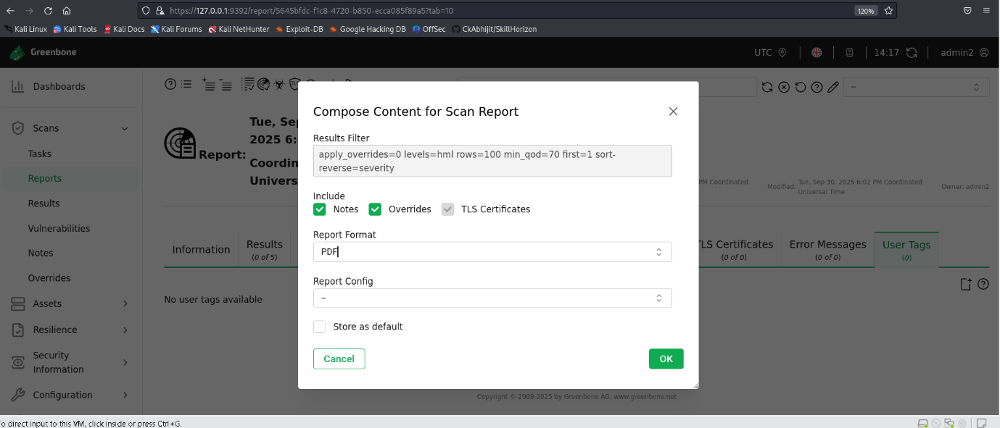 https://127.0.0.1:9392/report/5645bfdc-f1c8-4720-b850-ecca085f89a5?tab=10
120%
Kali Linux Kali Tools Kali Docs Kali Forums Kali NetHunter Exploit-DB Google Hacking DB OffSec CkAbhijit/SkillHorizon
Greenbone
UTC 14:17 admin2
Dashboards
Scans
Tasks
Reports
Results
Vulnerabilities
Notes
Overrides
Assets
Resilience
Security
Information
Configuration
Report:
Tue, Sep
2025 6:
Coordin
Univers
--
PM Coordinated
Modified: Tue, Sep 30, 2025 6:02 PM Coordinated
Universal Time
Owner: admin2
Information
Results
(0 of 5)
TLS Certificates
(0 of 0)
Error Messages
(0 of 0)
User Tags
(0)
No user tags available
Compose Content for Scan Report
Results Filter
apply_overrides=0 levels=hml rows=100 min_qod=70 first=1 sort-
reverse=severity
Include
Notes Overrides TLS Certificates
Report Format
PDF
Report Config
--
Store as default
Cancel OK
Copyright © 2009-2025 by Greenbone AG, www.greenbone.net
To direct input to this VM, click inside or press Ctrl+G.